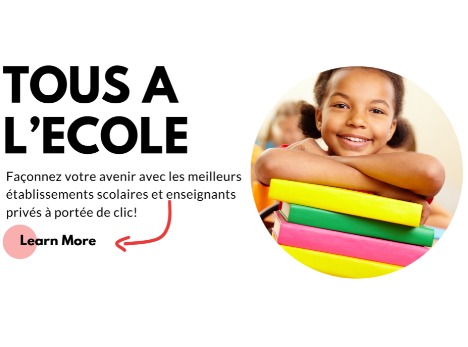 TOUS A
L'ECOLE
Façonnez votre avenir avec les meilleurs
établissements scolaires et enseignants
privés à portée de clic!
Learn More